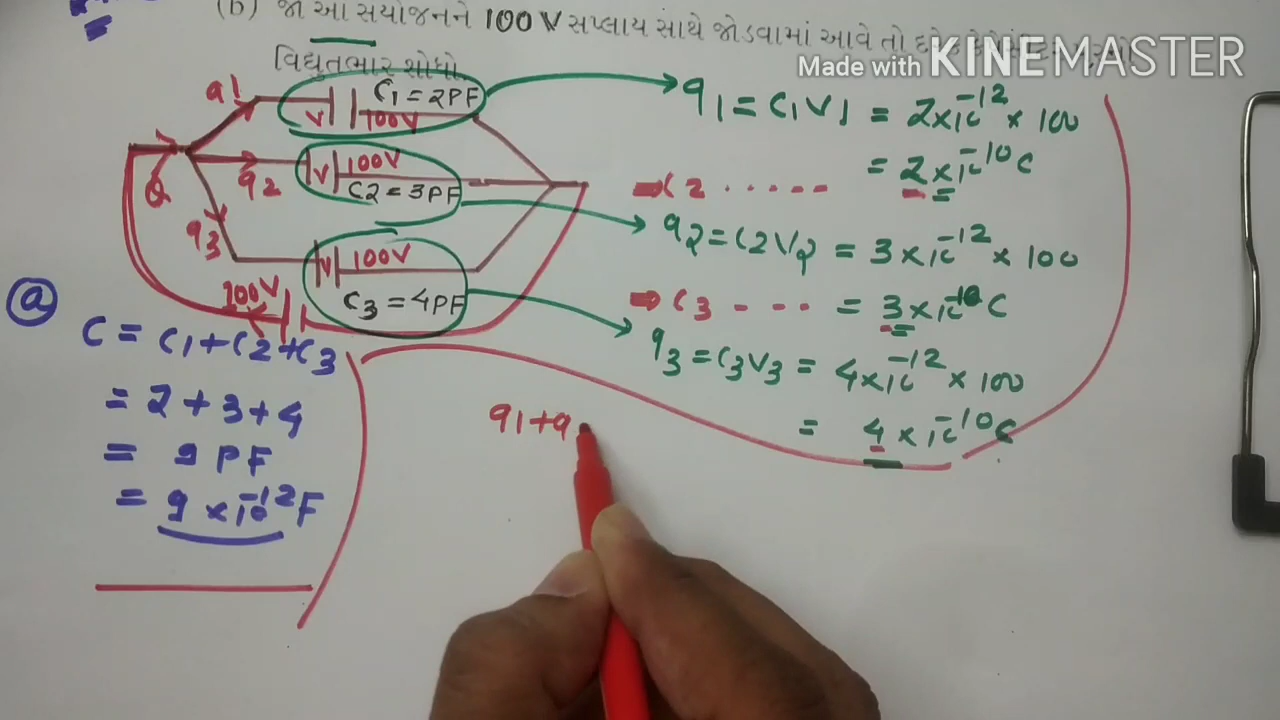 (b) જો આ સંયોજનને 100 V સપ્લાય સાથે જોડવામાં આવે તો
વિદ્યુતભાર શોધો.
Made with KINEMASTER
q1
C1 = 2PF
V 100V
q1 = C1V1 = 2×10^-12 × 100
= 2×10^-10 C
Q
q2
V 100V
C2 = 3PF
⇒ C2 .....
q2 = C2V2 = 3×10^-12 × 100
q3
V 100V
C3 = 4PF
⇒ C3 - - - = 3×10^-10 C
100V
q3 = C3V3 = 4×10^-12 × 100
= 4×10^-10 C
(a)
C = C1+C2+C3
= 2+3+4
= 9 PF
= 9 ×10^-12 F
q1+q